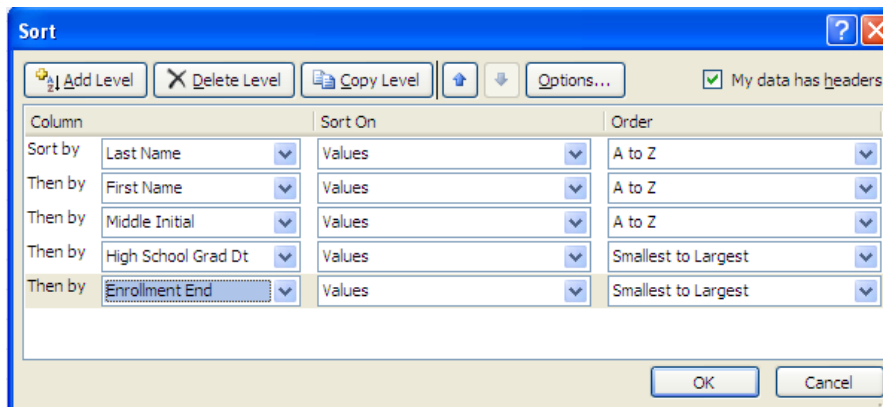 Sort
Add Level Delete Level Copy Level Options... My data has headers
Column Sort On Order
Sort by Last Name Values A to Z
Then by First Name Values A to Z
Then by Middle Initial Values A to Z
Then by High School Grad Dt Values Smallest to Largest
Then by Enrollment End Values Smallest to Largest
OK Cancel